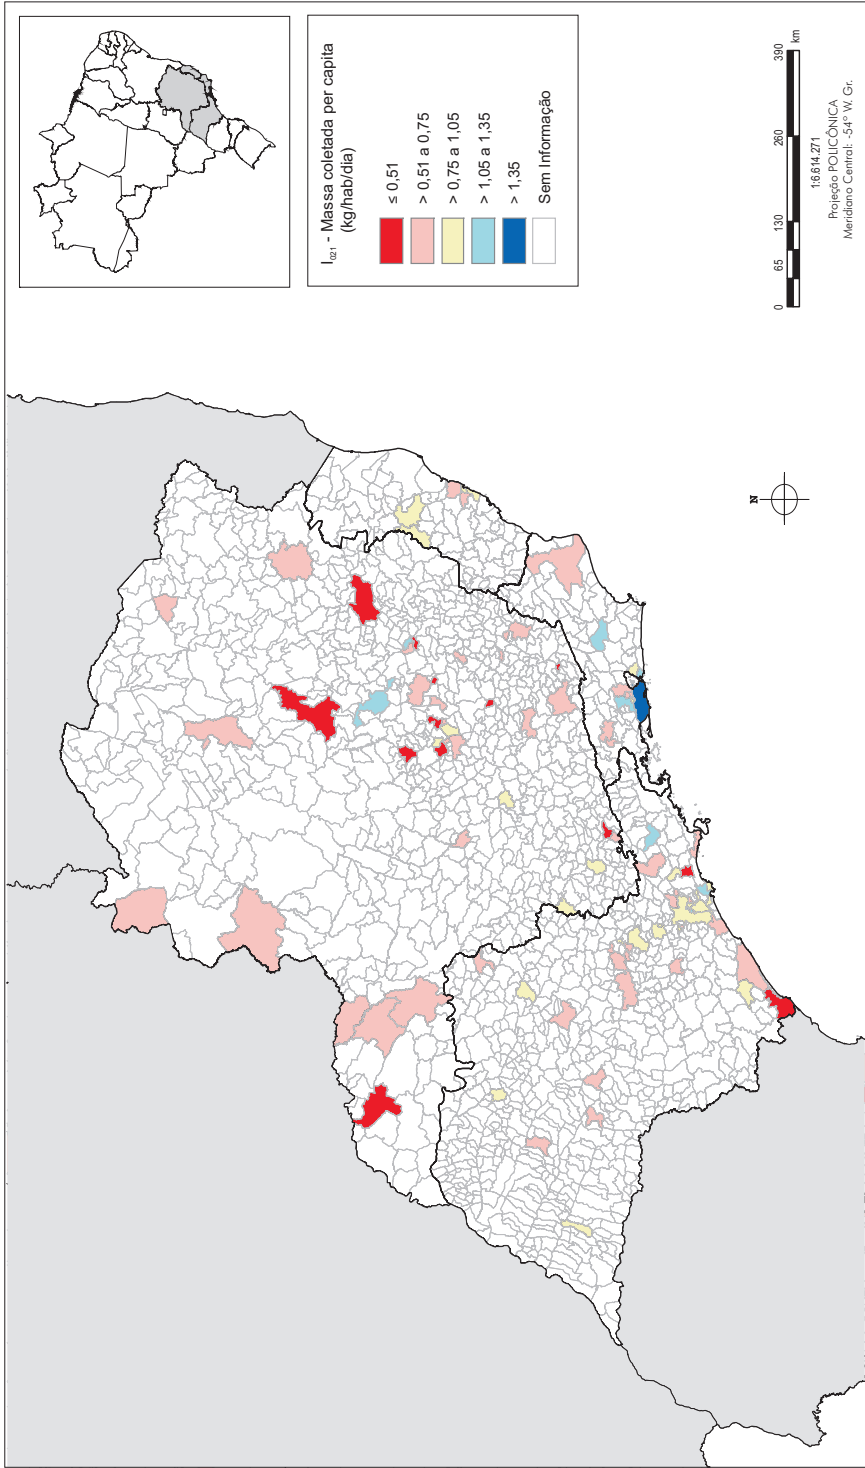 I₀₂₁ - Massa coletada per capita
(kg/hab/dia)
≤ 0,51
> 0,51 a 0,75
> 0,75 a 1,05
> 1,05 a 1,35
> 1,35
Sem Informação
N
0 65 130 260 390
km
1:6.614.271
Projeção POLICÔNICA
Meridiano Central: -54° W. Gr.